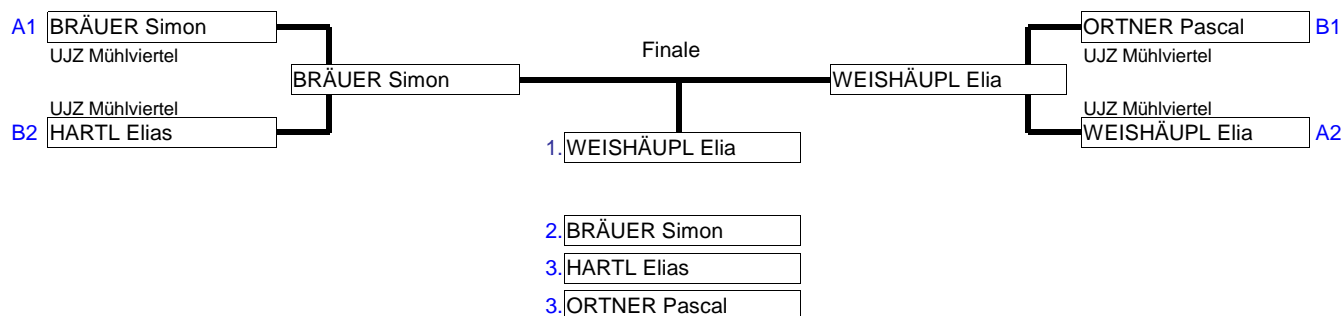 A1 BRÄUER Simon
UJZ Mühlviertel
BRÄUER Simon
UJZ Mühlviertel
B2 HARTL Elias
Finale
ORTNER Pascal B1
UJZ Mühlviertel
WEISHÄUPL Elia
UJZ Mühlviertel
WEISHÄUPL Elia A2
1. WEISHÄUPL Elia
2. BRÄUER Simon
3. HARTL Elias
3. ORTNER Pascal